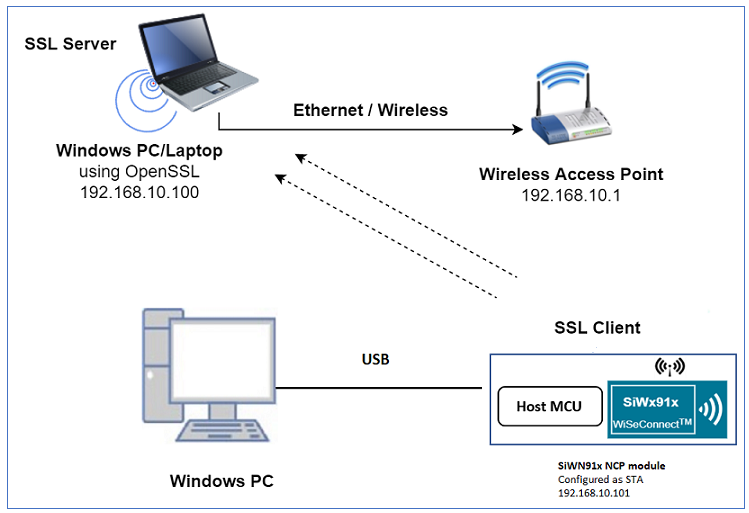 SSL Server
Ethernet / Wireless
Windows PC/Laptop
using OpenSSL
192.168.10.100
Wireless Access Point
192.168.10.1
SSL Client
USB
Host MCU
SiWx91x
WiSeConnect™
Windows PC
SiWN91x NCP module
Configured as STA
192.168.10.101